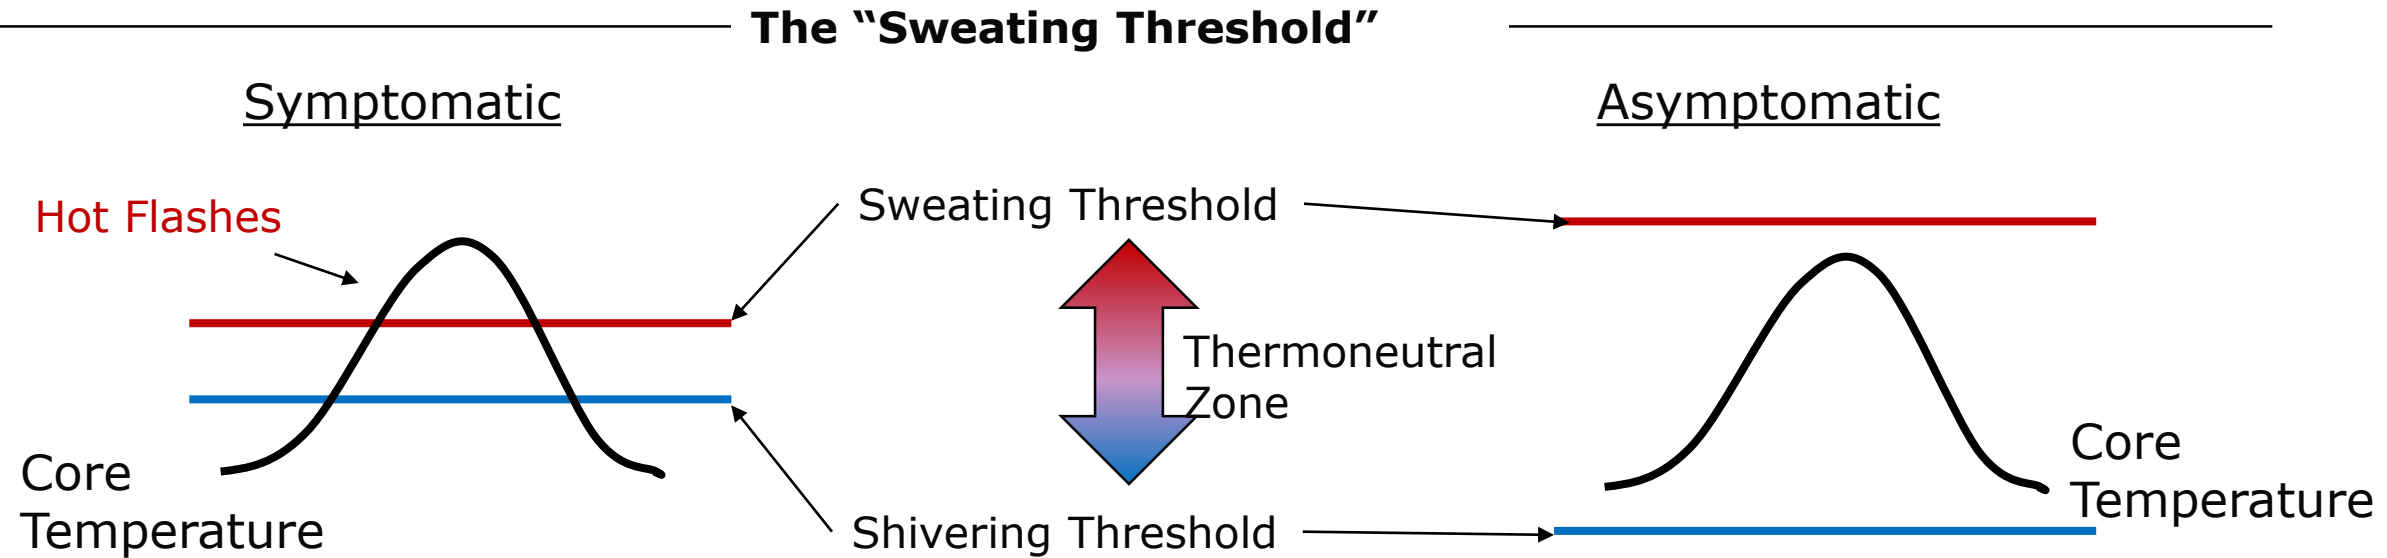 The “Sweating Threshold”
Symptomatic
Asymptomatic
Hot Flashes
Sweating Threshold
Thermoneutral
Zone
Core
Temperature
Shivering Threshold
Core
Temperature